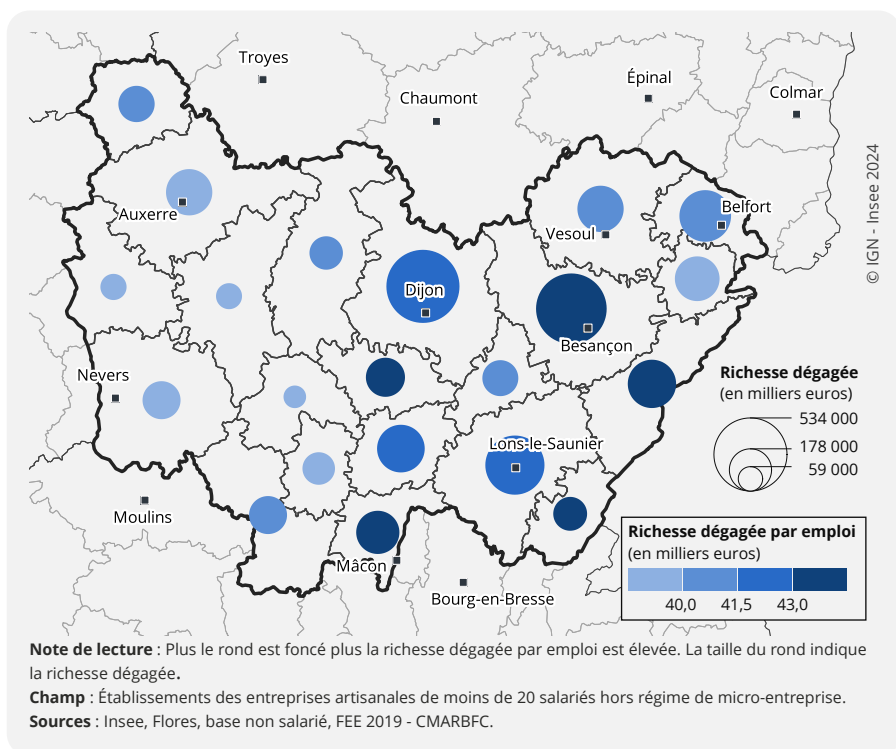 Troyes
Épinal
Chaumont
Colmar
© IGN - Insee 2024
Auxerre
Belfort
Vesoul
Dijon
Besançon
Nevers
Richesse dégagée
(en milliers euros)
534 000
178 000
59 000
Lons-le-Saunier
Moulins
Mâcon
Bourg-en-Bresse
Richesse dégagée par emploi
(en milliers euros)
40,0 41,5 43,0
Note de lecture : Plus le rond est foncé plus la richesse dégagée par emploi est élevée. La taille du rond indique
la richesse dégagée.
Champ : Établissements des entreprises artisanales de moins de 20 salariés hors régime de micro-entreprise.
Sources : Insee, Flores, base non salarié, FEE 2019 - CMARBFC.